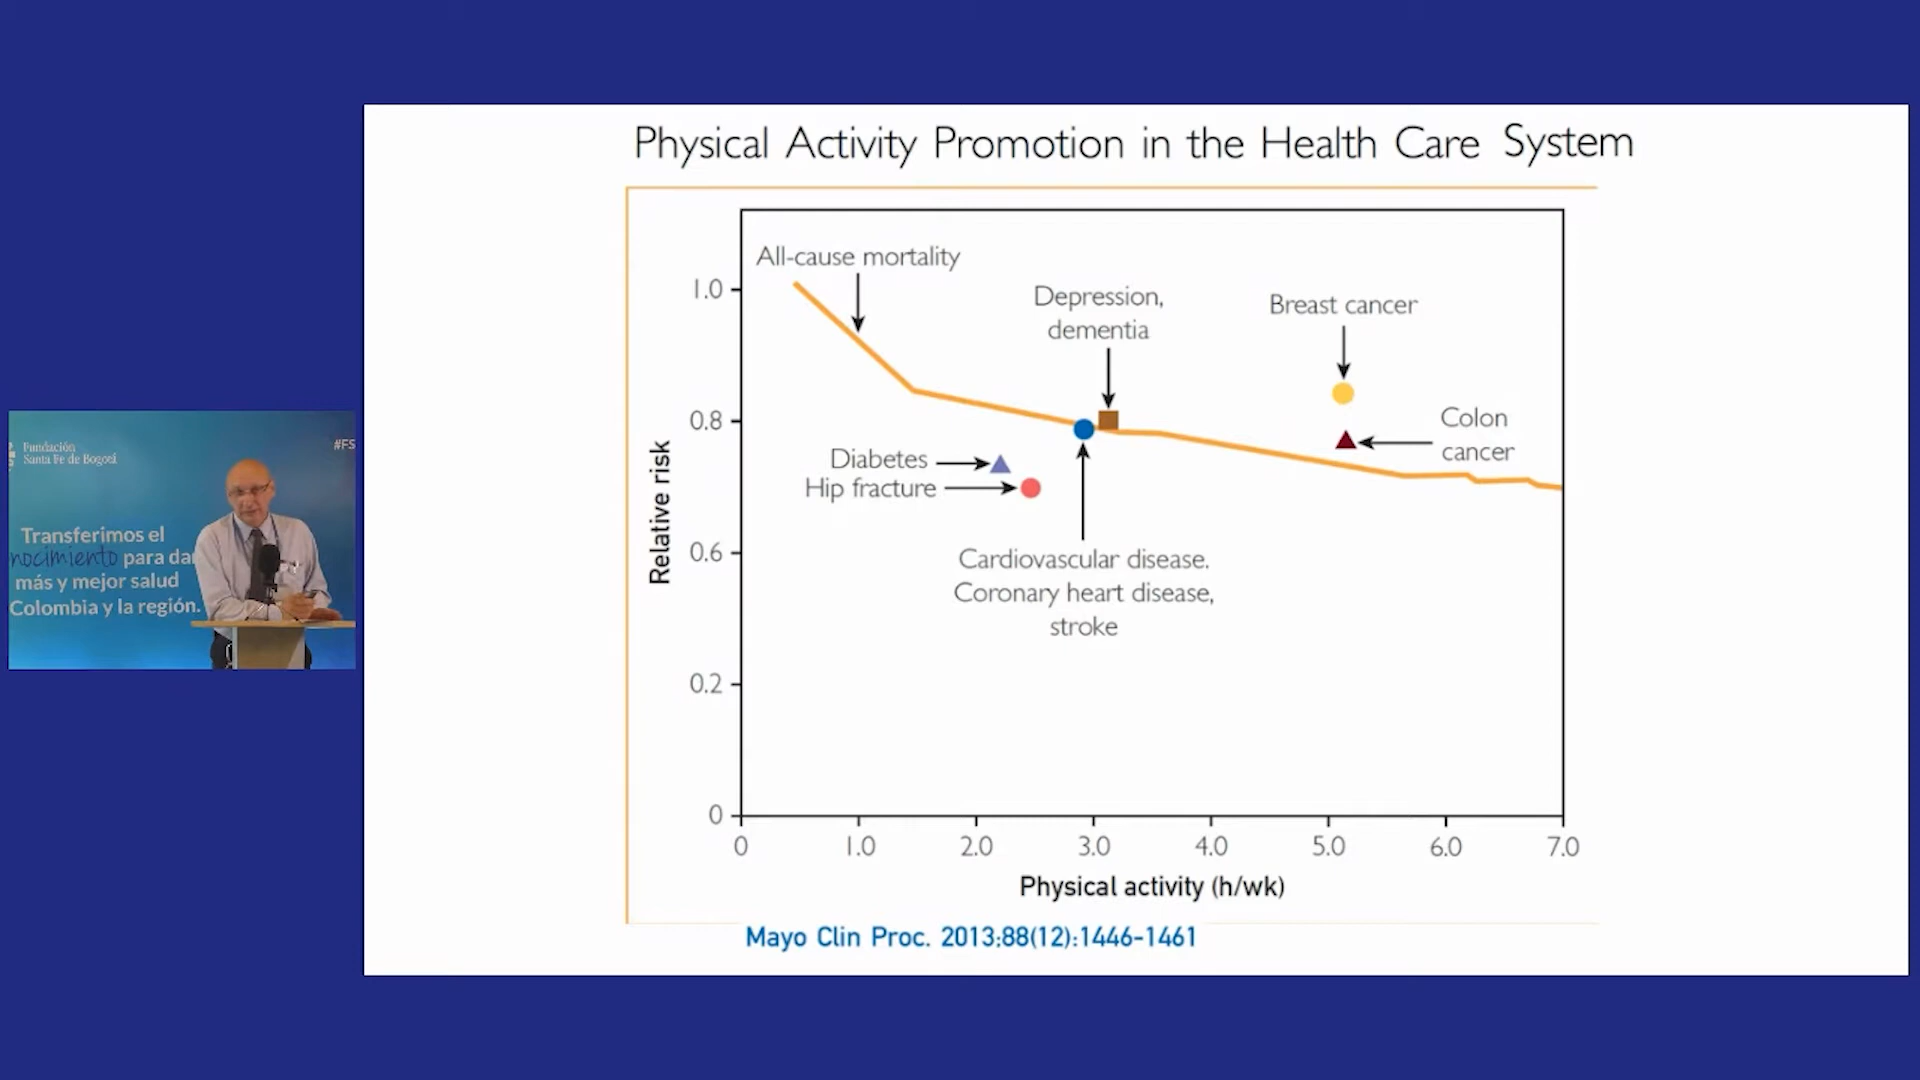 Physical Activity Promotion in the Health Care System
All-cause mortality
1.0
Depression,
dementia
Breast cancer
0.8
Colon
cancer
Diabetes
Hip fracture
Relative risk
0.6
Cardiovascular disease.
Coronary heart disease,
stroke
0.2
0
0 1.0 2.0 3.0 4.0 5.0 6.0 7.0
Physical activity (h/wk)
Mayo Clin Proc. 2013;88(12):1446-1461
Fundación
Santa Fe de Bogotá
#FS
Transferimos el
nocimiento para da
más y mejor salud
Colombia y la región.